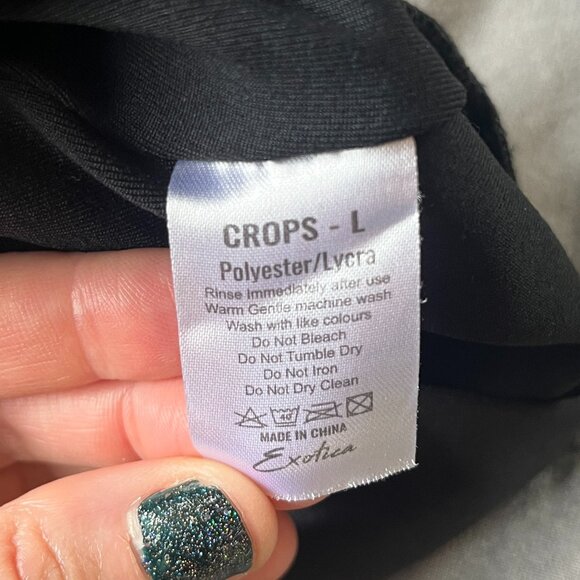 CROPS - L
Polyester/Lycra
Rinse immediately after use
Warm Gentle machine wash
Wash with like colours
Do Not Bleach
Do Not Tumble Dry
Do Not Iron
Do Not Dry Clean
40
MADE IN CHINA
Exotica